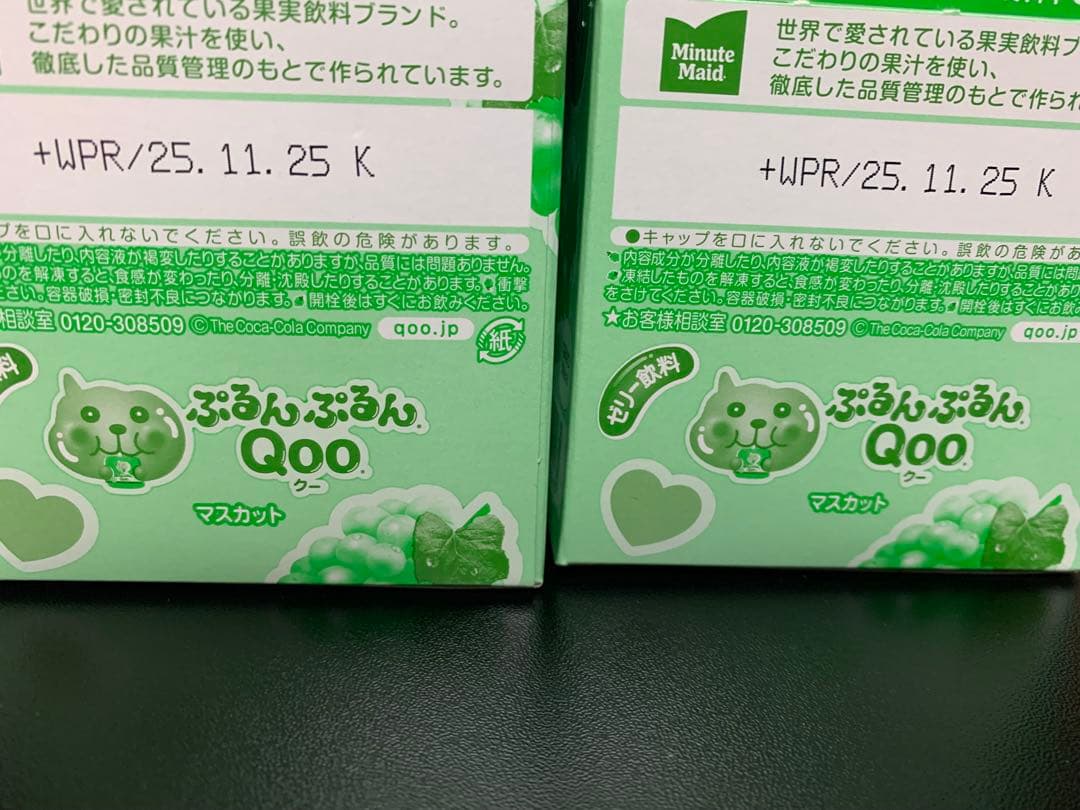 世界で愛されている果実飲料ブランド。
こだわりの果汁を使い、
徹底した品質管理のもとで作られています。
+WPR/25.11.25 K
プを口に入れないでください。誤飲の危険があります。
分離したり、内容液が褐変したりすることがありますが、品質には問題ありません。
ものを解凍すると、食感が変わったり、分離・沈殿したりすることがあります。衝撃
さい。容器破損・密封不良につながります。開栓後はすぐにお飲みください。
相談室 0120-308509 ©The Coca-Cola Company qoo.jp
紙
料
ぷるんぷるん
Qoo
クー
マスカット
Minute
Maid
世界で愛されている果実飲料ブ
こだわりの果汁を使い、
徹底した品質管理のもとで作られ
+WPR/25.11.25 K
●キャップを口に入れないでください。誤飲の危険があ
内容成分が分離したり、内容液が褐変したりすることがありますが、品質には問
凍結したものを解凍すると、食感が変わったり、分離・沈殿したりすることがありま
をさけてください。容器破損・密封不良につながります。開栓後はすぐにお飲み
★お客様相談室 0120-308509 ©The Coca-Cola Company qoo.jp
ゼリー飲料
ぷるんぷるん
Qoo
クー
マスカット